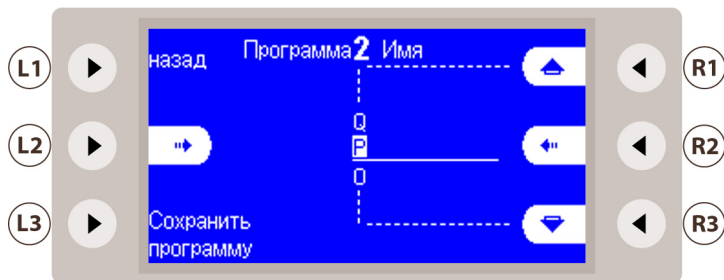 L1
назад
Программа 2 Имя
R1
L2
Q
P
O
R2
L3
Сохранить
программу
R3